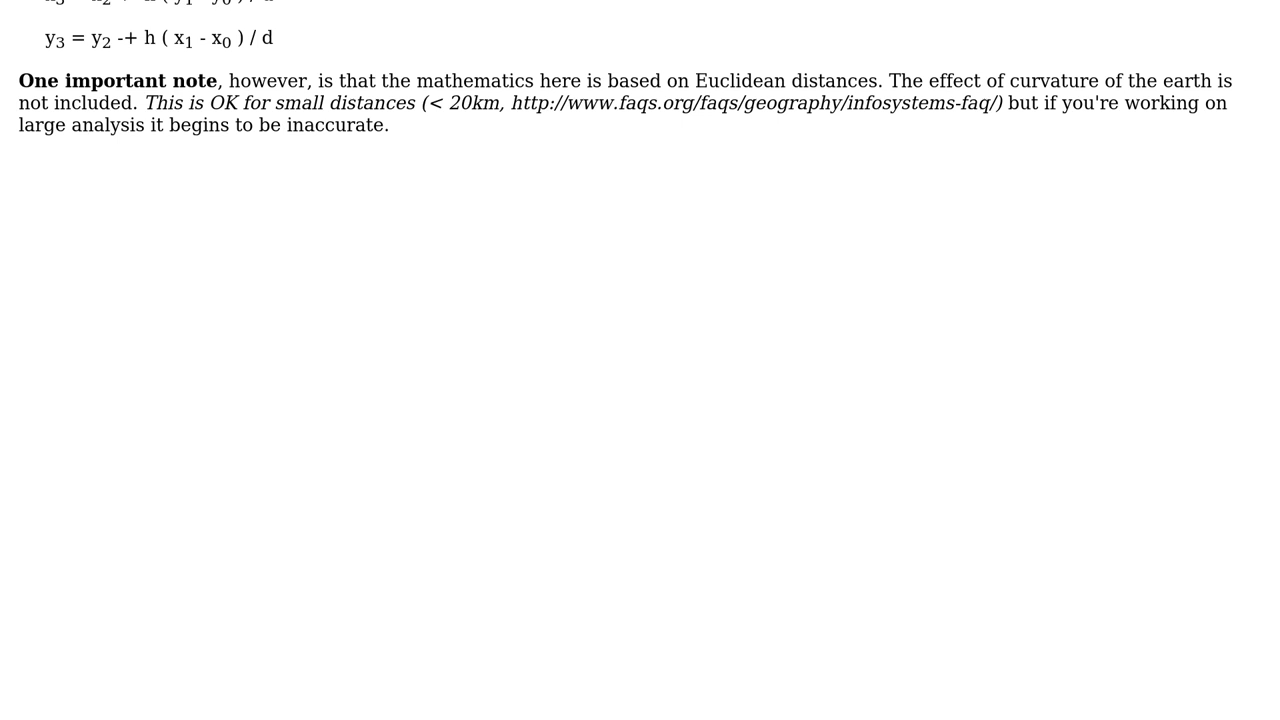 y3 = y2 -+ h ( x1 - x0 ) / d
One important note, however, is that the mathematics here is based on Euclidean distances. The effect of curvature of the earth is
not included. This is OK for small distances (< 20km, http://www.faqs.org/faqs/geography/infosystems-faq/) but if you're working on
large analysis it begins to be inaccurate.